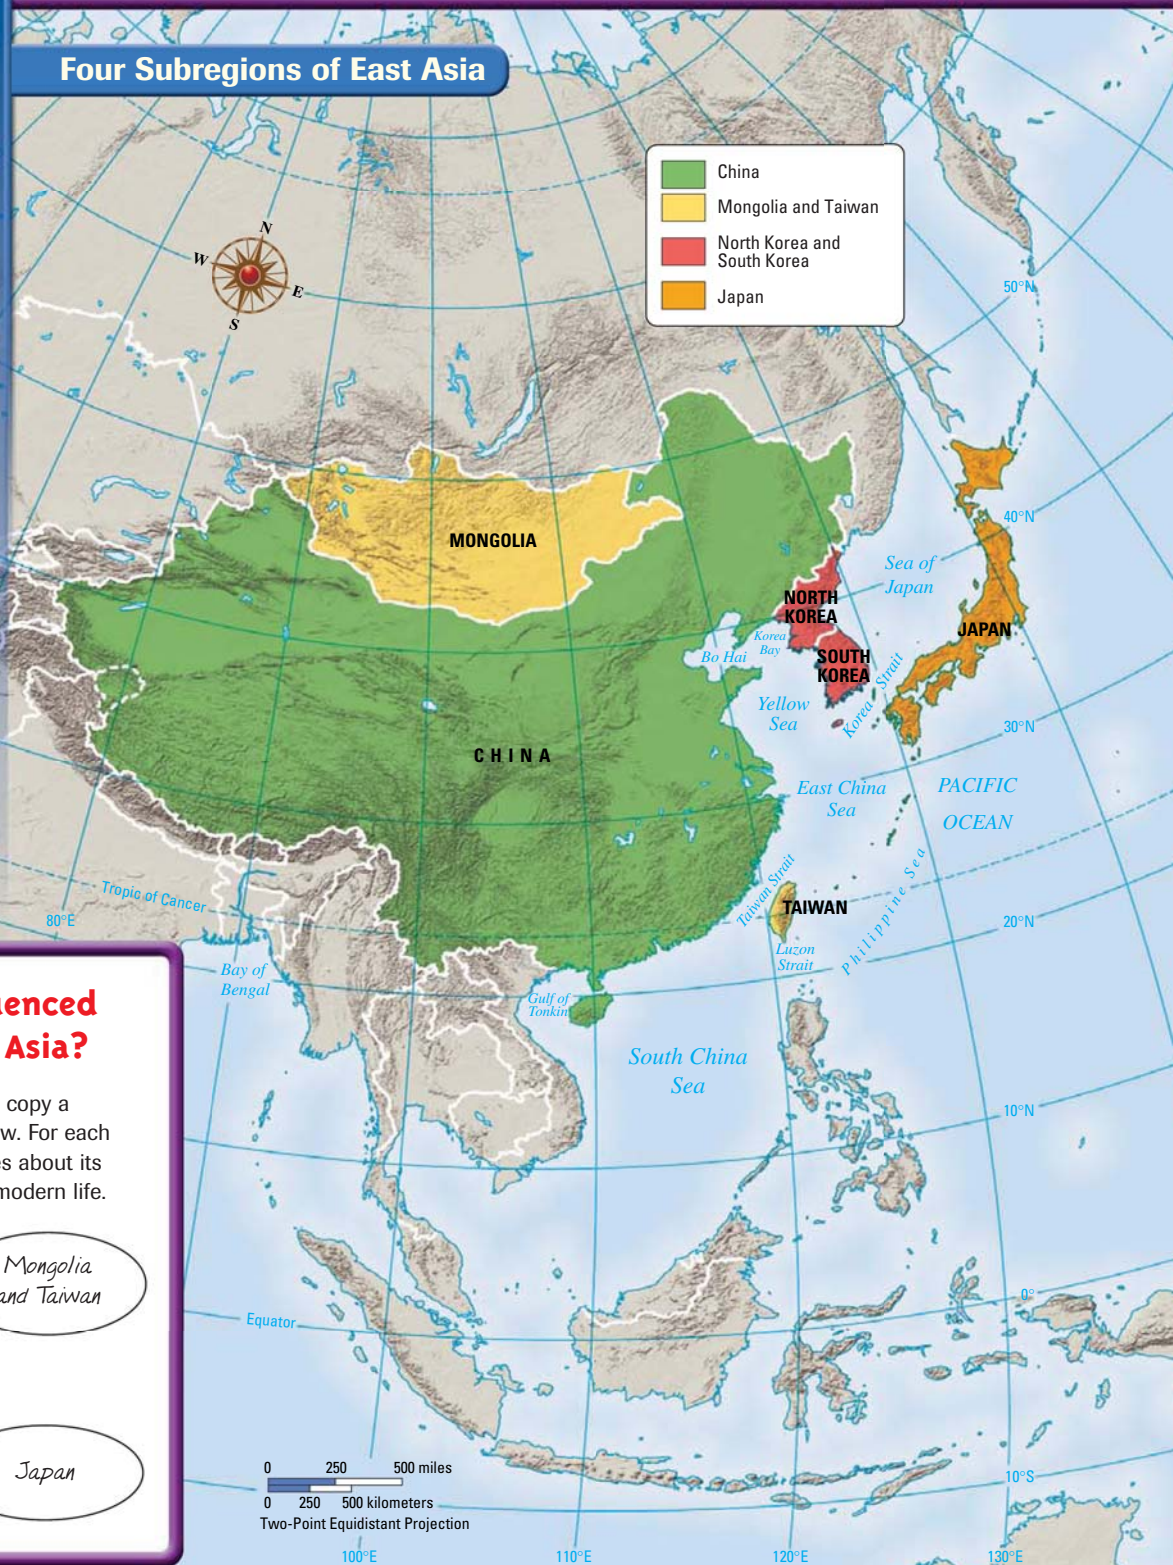 Four Subregions of East Asia
China
Mongolia and Taiwan
North Korea and
South Korea
Japan
N
W
E
S
50°N
MONGOLIA
40°N
Sea of
Japan
NORTH
KOREA
JAPAN
Korea
Bay
Bo Hai
SOUTH
KOREA
Korea Strait
Yellow
Sea
30°N
CHINA
East China
Sea
PACIFIC
OCEAN
Taiwan Strait
Philippine Sea
Tropic of Cancer
TAIWAN
80°E
20°N
Luzon
Strait
Bay of
Bengal
Gulf of
Tonkin
South China
Sea
10°N
0°
Equator
10°S
uenced
Asia?
copy a
w. For each
es about its
modern life.
Mongolia
and Taiwan
Japan
0 250 500 miles
0 250 500 kilometers
Two-Point Equidistant Projection
100°E
110°E
120°E
130°E